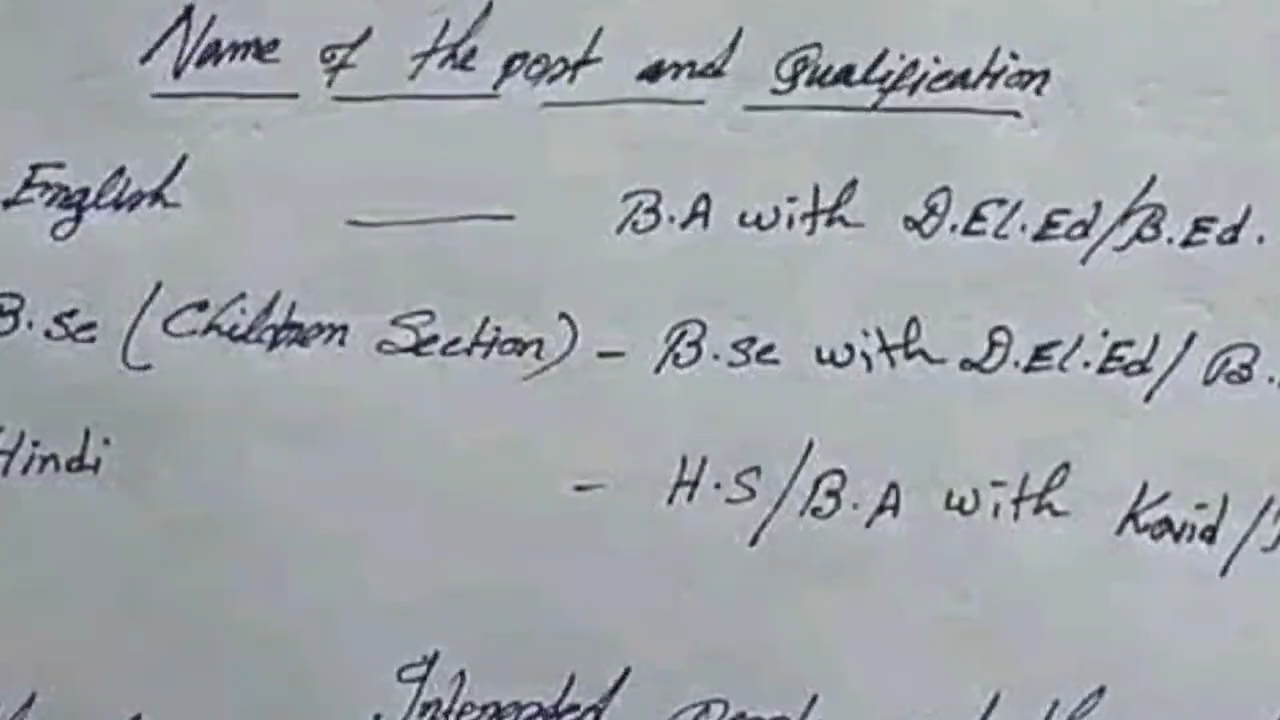 Name of the post and Qualification
English — B.A with D.El.Ed/B.Ed.
B.Sc (Children Section) - B.Sc with D.El.Ed/ B.
Hindi - H.S/B.A with Kovid/